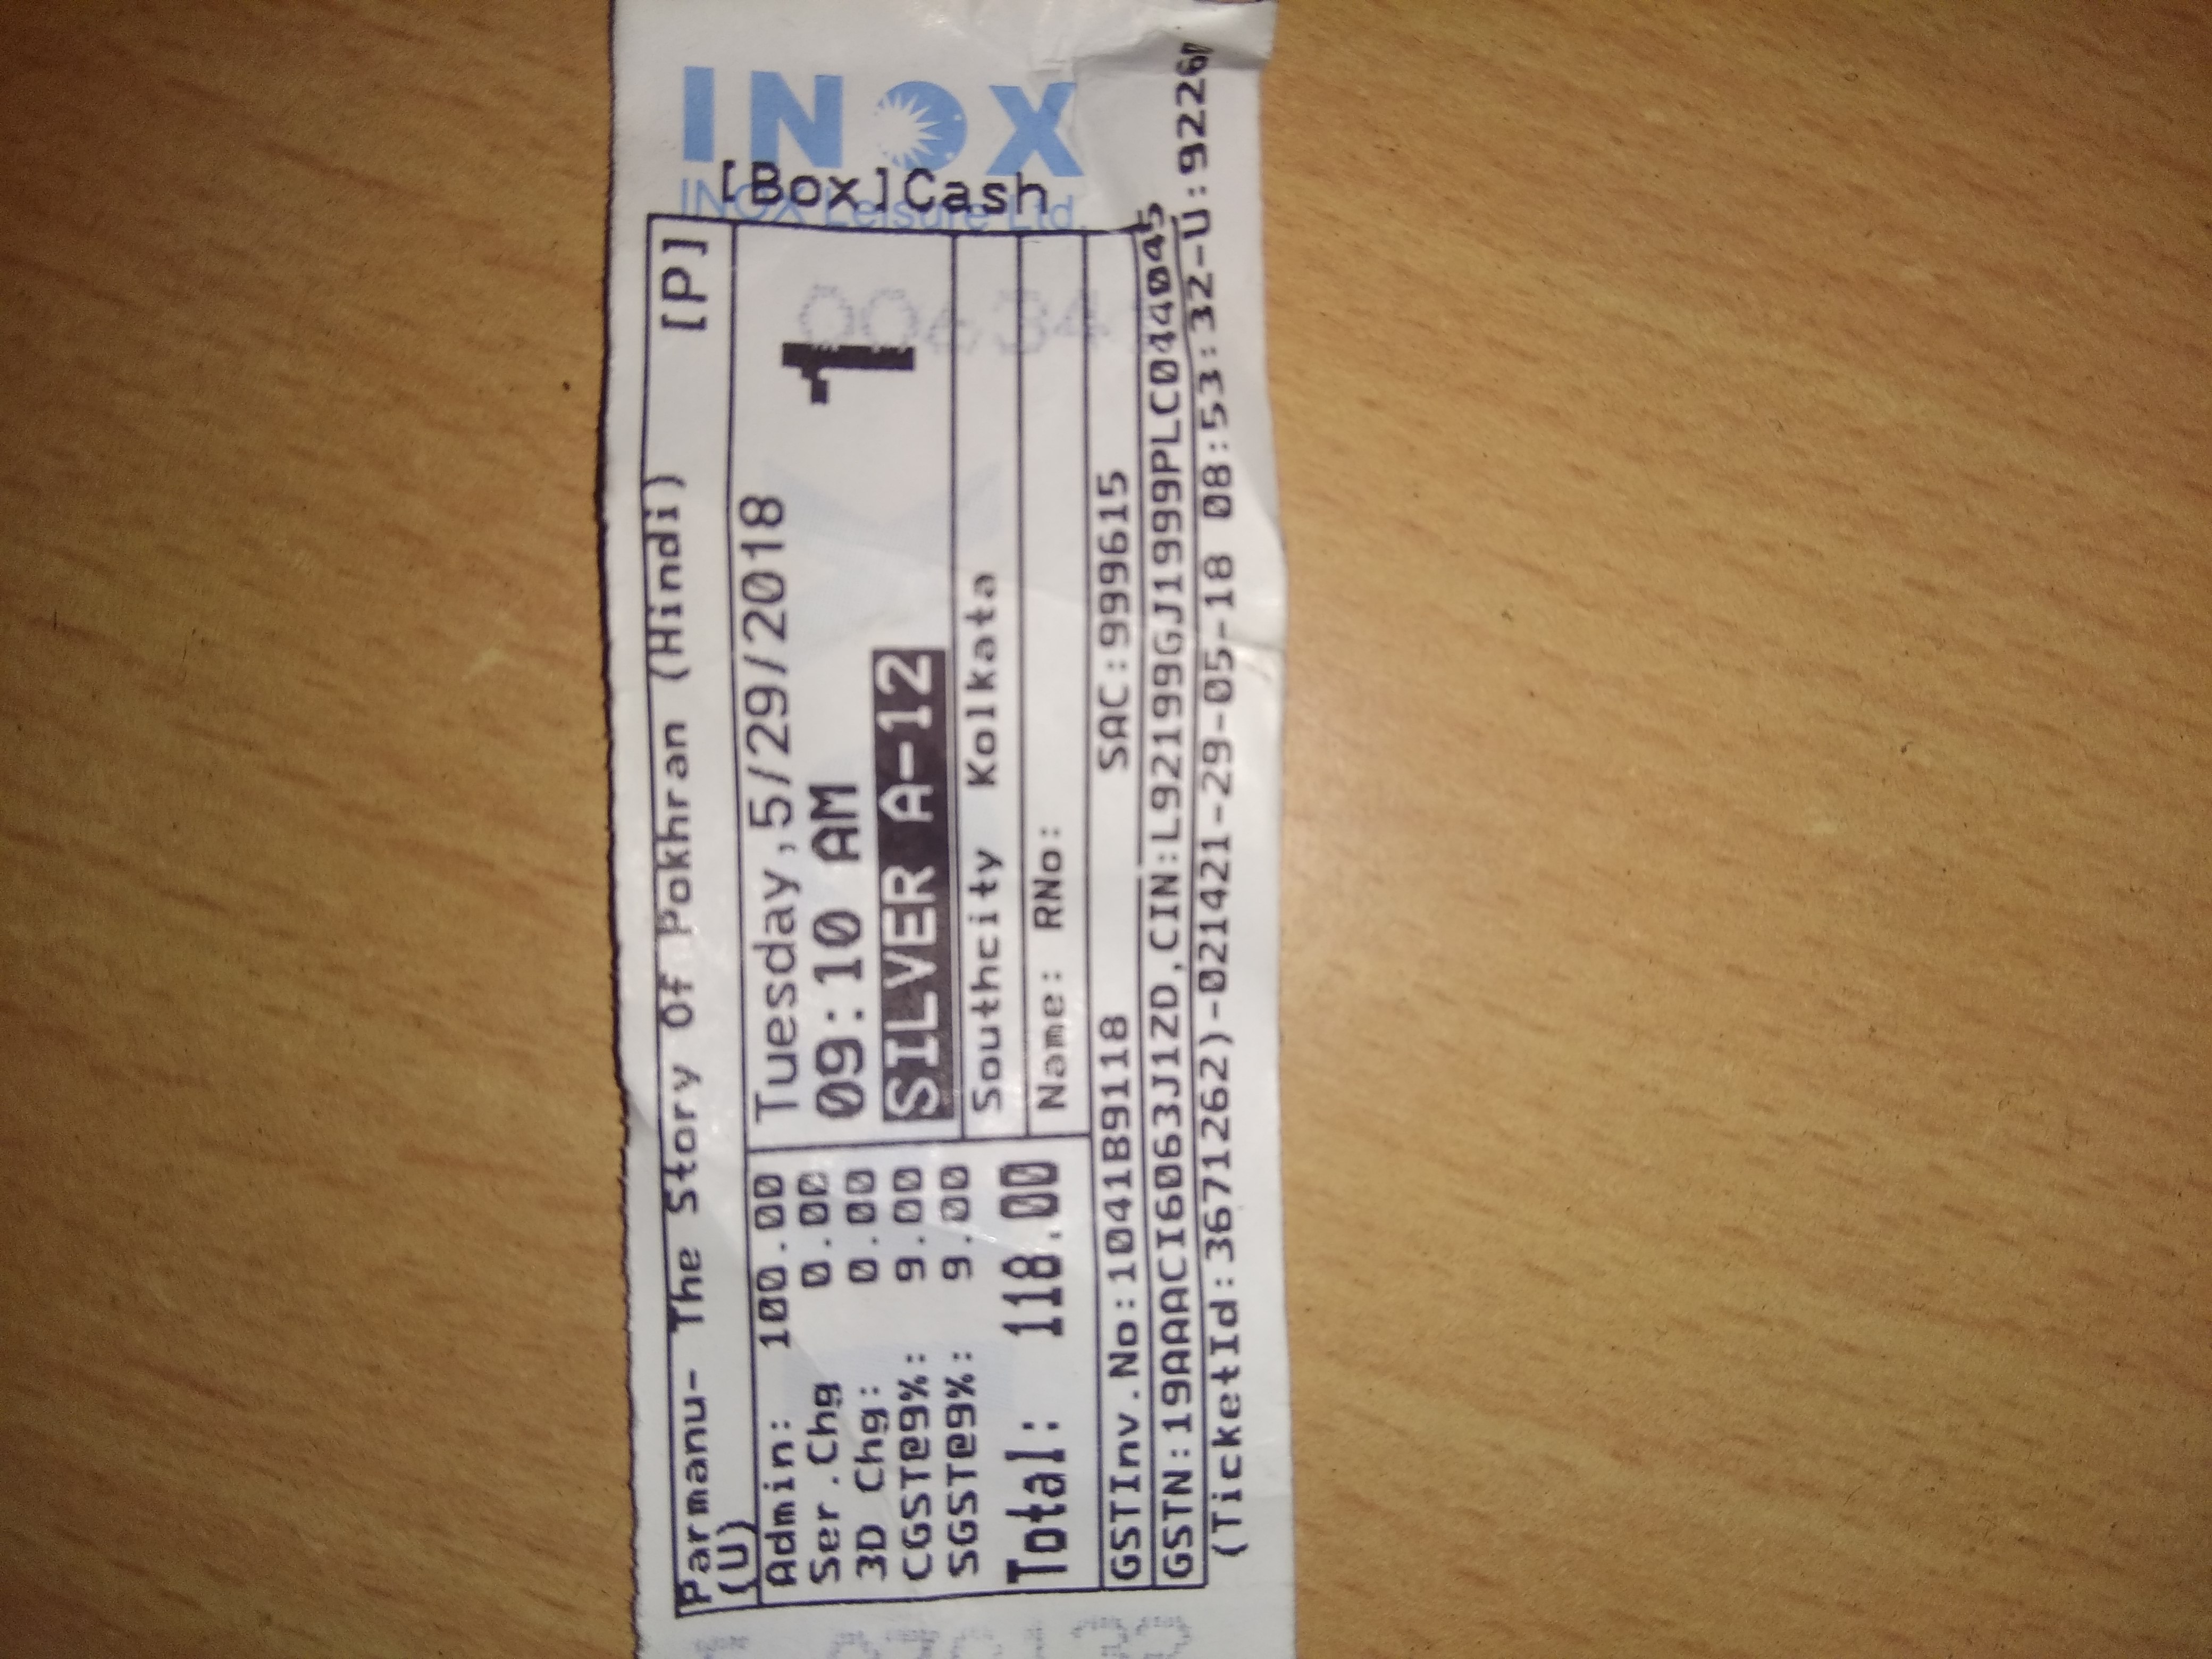 INOX
INOX Leisure Ltd.
[Box]Cash
Parmanu- The Story Of Pokhran (Hindi) [P]
(U)
Admin: 100.00
Ser.Chg 0.00
3D Chg: 0.00
CGST@9%: 9.00
SGST@9%: 9.00
Total: 118.00
Tuesday,5/29/2018
09:10 AM
1
SILVER A-12
Southcity Kolkata
Name: RNo:
GSTInv.No:1041B9118 SAC:999615
GSTN:19AAACI6063J1ZD,CIN:L92199GJ1999PLC044045
(TicketId:3671262)-021421-29-05-18 08:53:32-U:9226